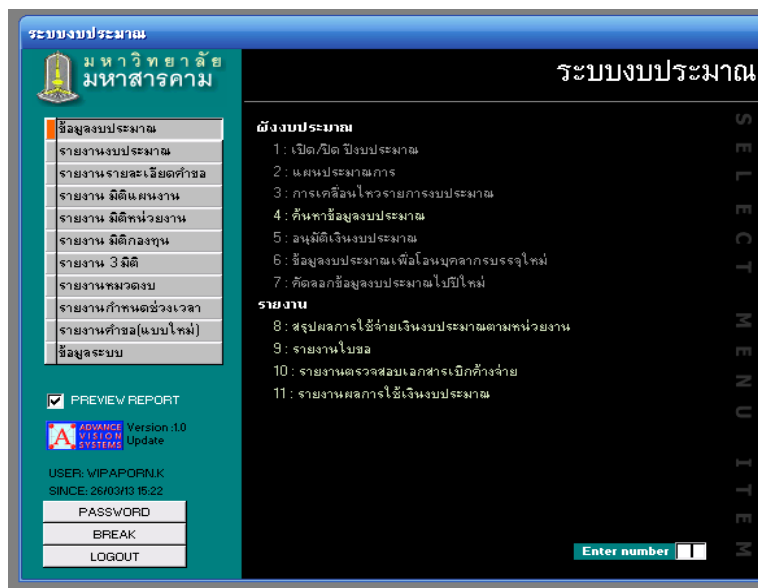 ระบบงบประมาณ
มหาวิทยาลัย
มหาสารคาม
ระบบงบประมาณ
ข้อมูลงบประมาณ
รายงานงบประมาณ
รายงานรายละเอียดคำขอ
รายงาน มิติแผนงาน
รายงาน มิติหน่วยงาน
รายงาน มิติกองทุน
รายงาน 3 มิติ
รายงานหมวดงบ
รายงานกำหนดช่วงเวลา
รายงานคำขอ(แบบใหม่)
ข้อมูลระบบ
PREVIEW REPORT
A ADVANCE VISION SYSTEMS
Version :1.0
Update
USER: WIPAPORN.K
SINCE: 26/03/13 15:22
PASSWORD
BREAK
LOGOUT
ผังงบประมาณ
1 : เปิด/ปิด ปีงบประมาณ
2 : แผนประมาณการ
3 : การเคลื่อนไหวรายการงบประมาณ
4 : ค้นหาข้อมูลงบประมาณ
5 : อนุมัติเงินงบประมาณ
6 : ข้อมูลงบประมาณเพื่อโอนบุคลากรบรรจุใหม่
7 : คัดลอกข้อมูลงบประมาณไปปีใหม่
รายงาน
8 : สรุปผลการใช้จ่ายเงินงบประมาณตามหน่วยงาน
9 : รายงานใบขอ
10 : รายงานตรวจสอบเอกสารเบิกค้างจ่าย
11 : รายงานผลการใช้เงินงบประมาณ
Enter number
SELECT MENU ITEM